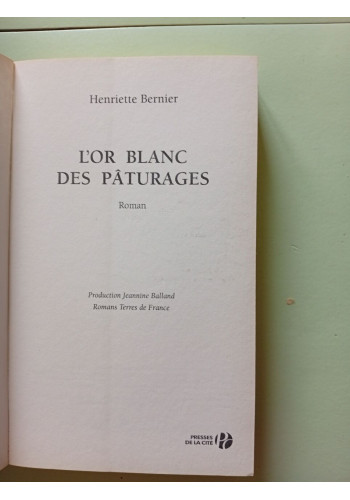 Henriette Bernier
L'OR BLANC
DES PÂTURAGES
Roman
Production Jeannine Balland
Romans Terres de France
PRESSES
DE LA CITÉ